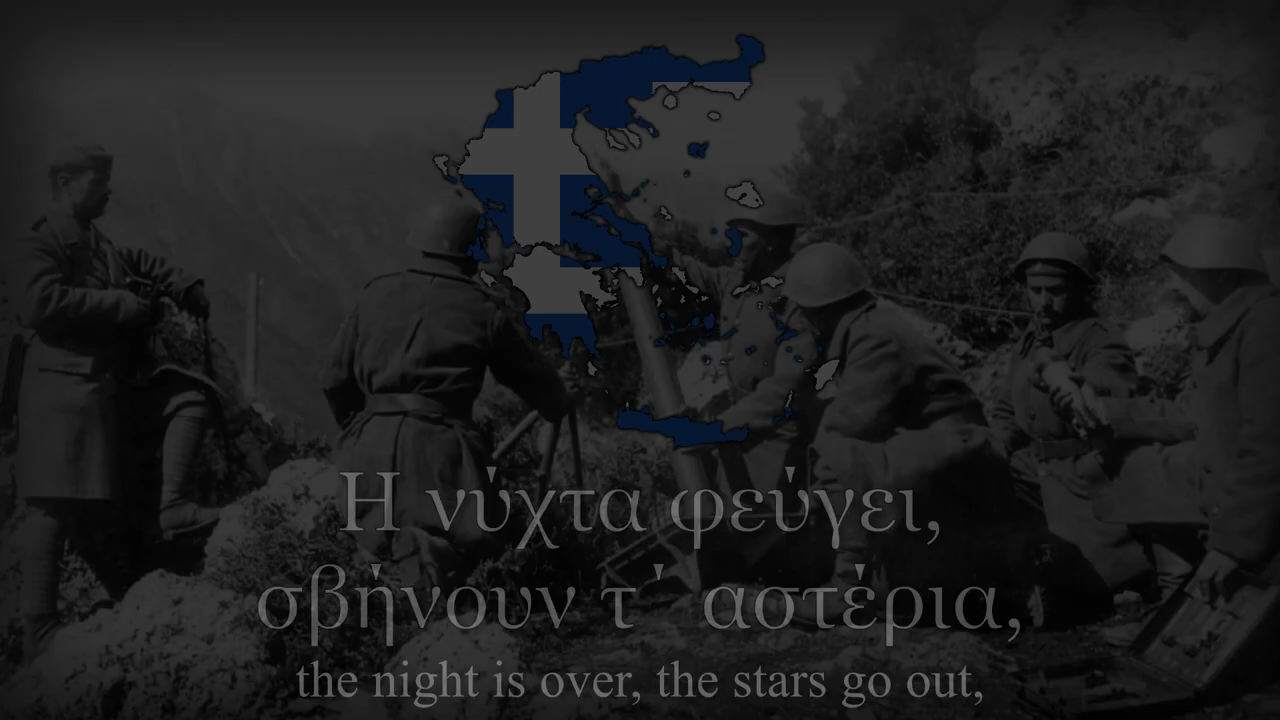 Η νύχτα φεύγει,
σβήνουν τ΄ αστέρια,
the night is over, the stars go out,